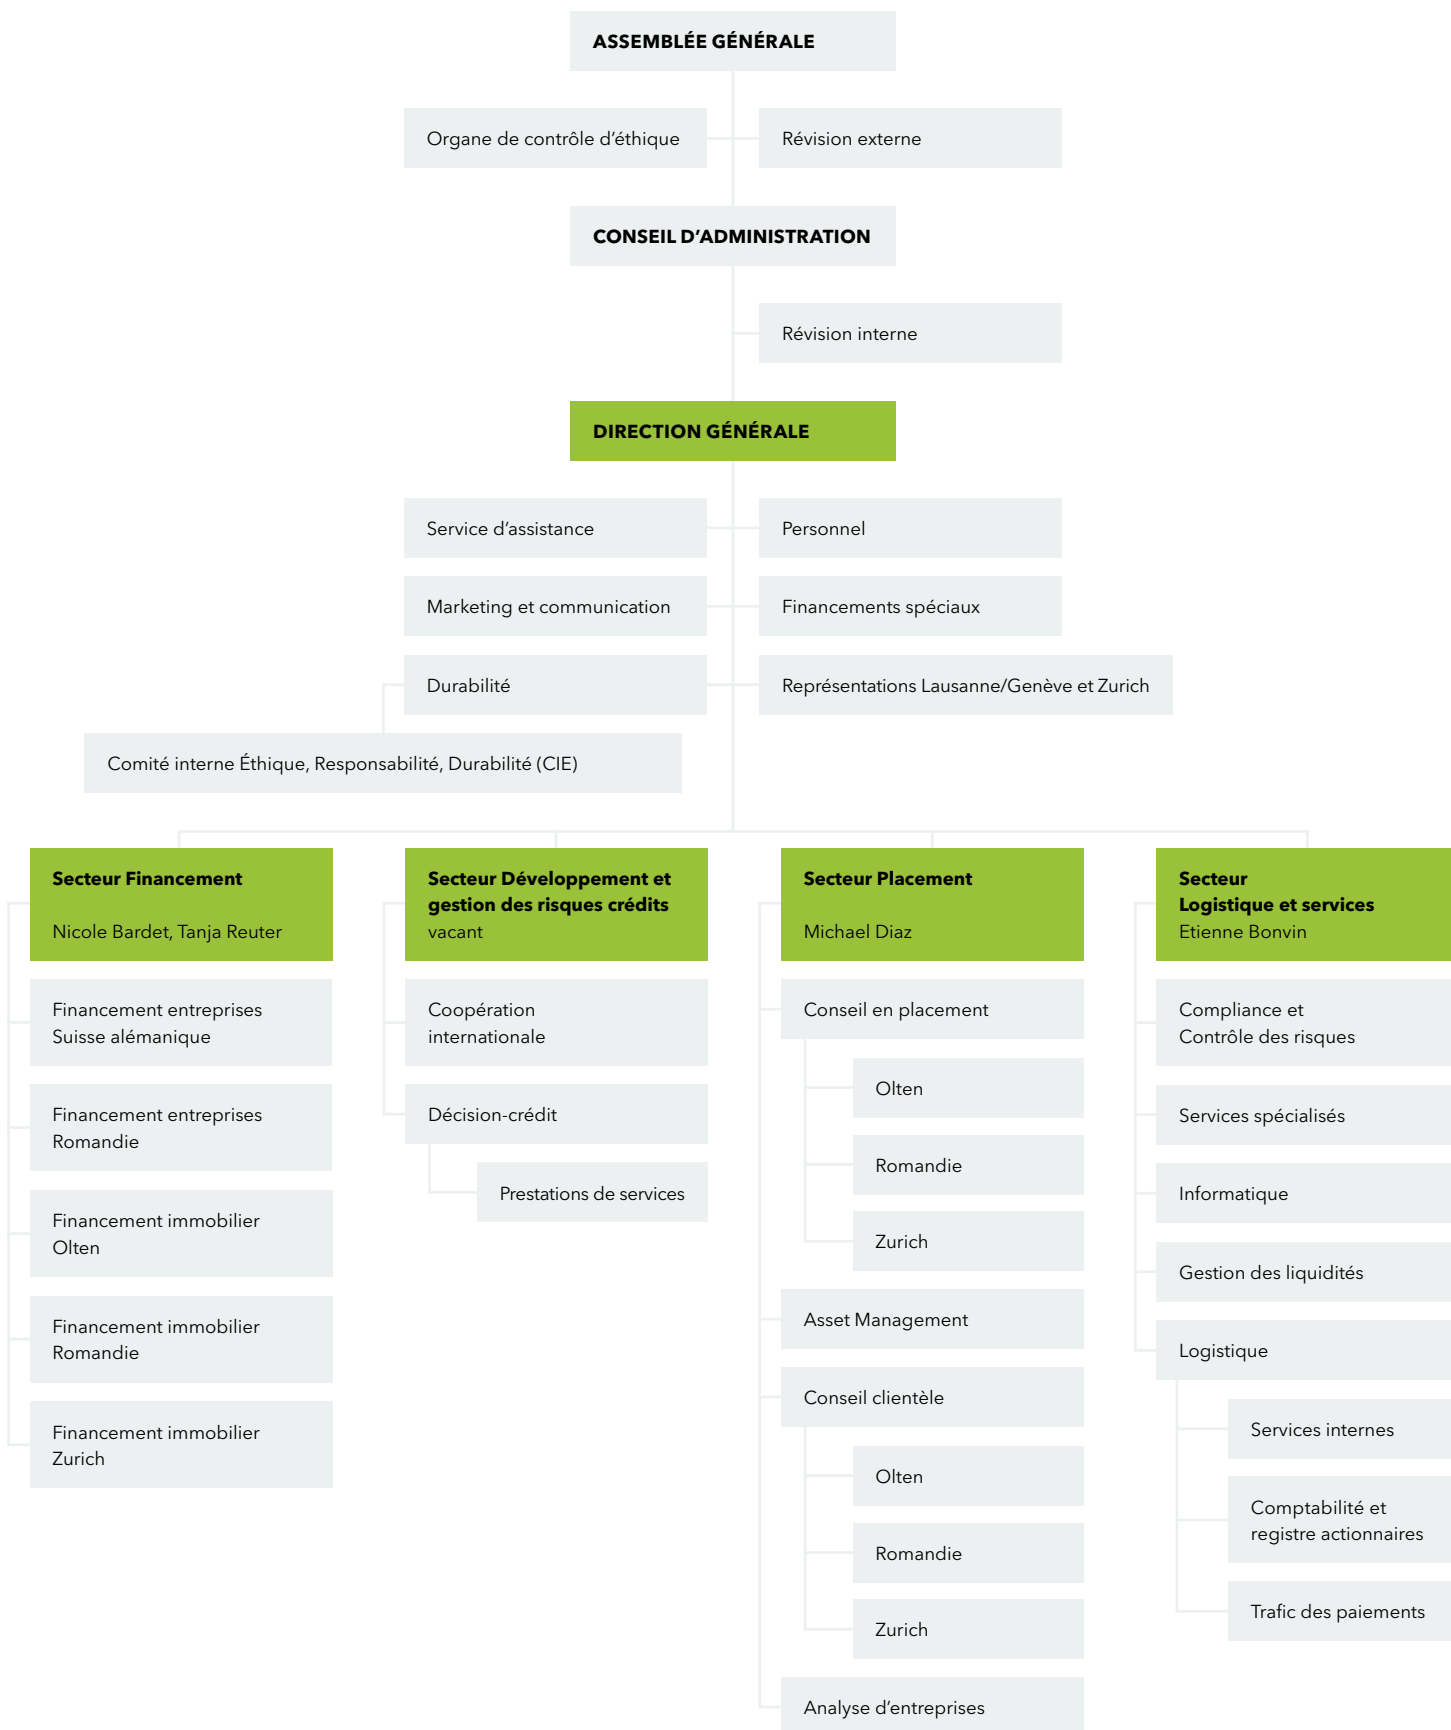 ASSEMBLÉE GÉNÉRALE
Organe de contrôle d’éthique
Révision externe
CONSEIL D’ADMINISTRATION
Révision interne
DIRECTION GÉNÉRALE
Service d’assistance
Personnel
Marketing et communication
Financements spéciaux
Durabilité
Représentations Lausanne/Genève et Zurich
Comité interne Éthique, Responsabilité, Durabilité (CIE)
Secteur Financement
Nicole Bardet, Tanja Reuter
Financement entreprises
Suisse alémanique
Financement entreprises
Romandie
Financement immobilier
Olten
Financement immobilier
Romandie
Financement immobilier
Zurich
Secteur Développement et
gestion des risques crédits
vacant
Coopération
internationale
Décision-crédit
Prestations de services
Secteur Placement
Michael Diaz
Conseil en placement
Olten
Romandie
Zurich
Asset Management
Conseil clientèle
Olten
Romandie
Zurich
Analyse d’entreprises
Secteur
Logistique et services
Etienne Bonvin
Compliance et
Contrôle des risques
Services spécialisés
Informatique
Gestion des liquidités
Logistique
Services internes
Comptabilité et
registre actionnaires
Trafic des paiements